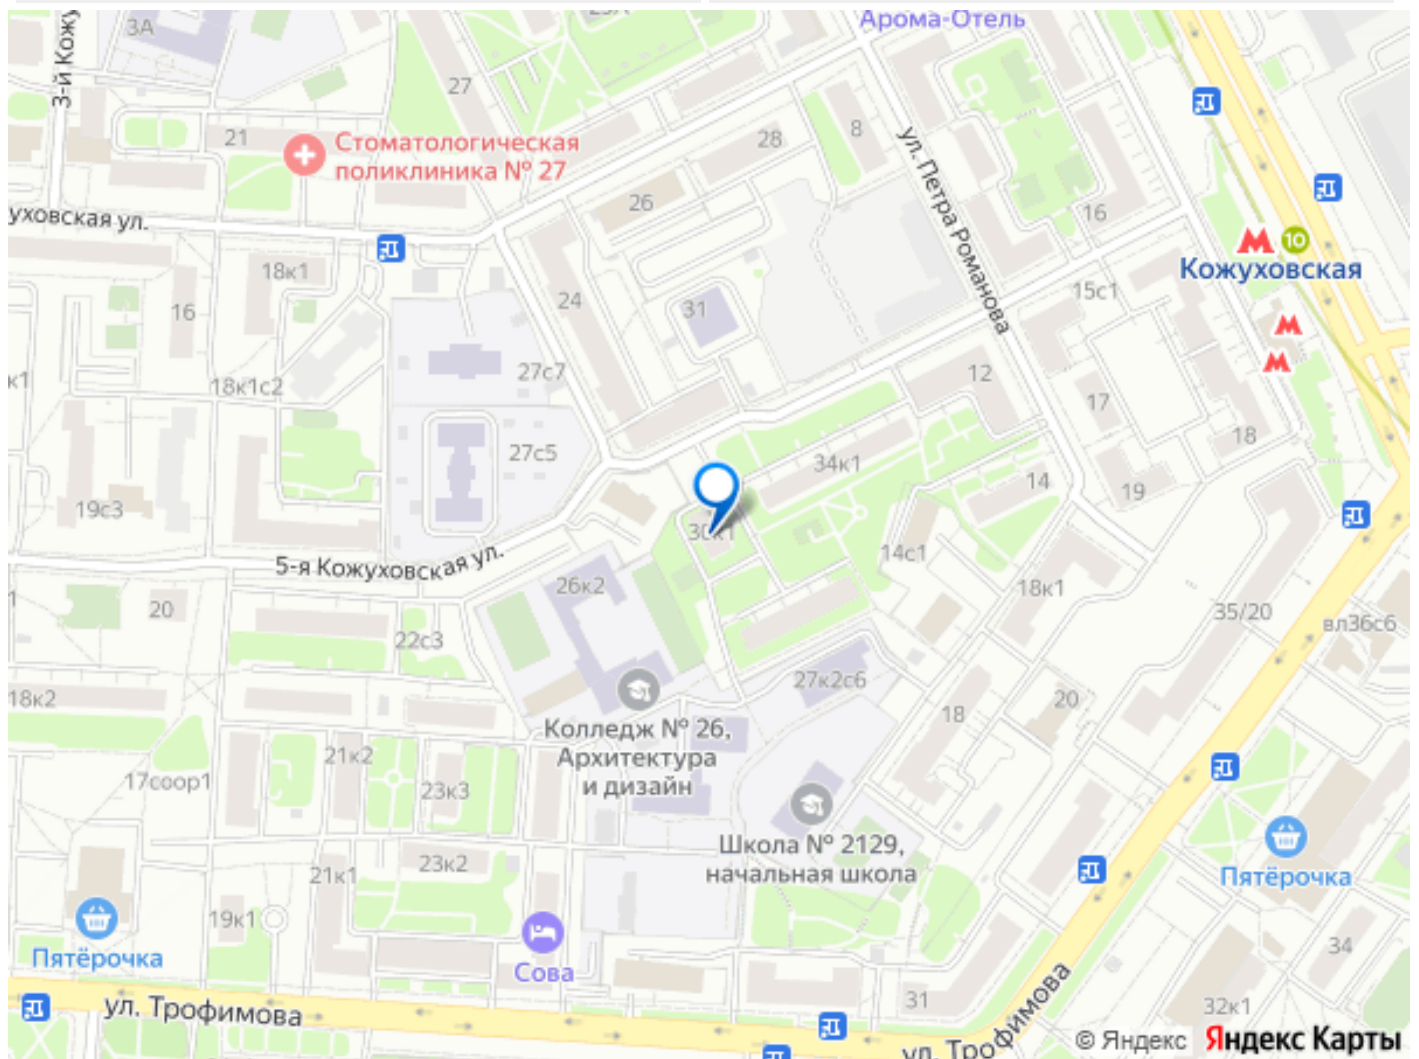 Арома-Отель
3А
23А
3-й Кожу
27
21
Стоматологическая
поликлиника № 27
28
8
ул. Петра Романова
26
16
уховская ул.
10
Кожуховская
18к1
16
24
31
15с1
27с7
12
к1
18к1с2
17
18
27с5
34к1
14
19
19с3
30к1
14с1
5-я Кожуховская ул.
26к2
18к1
20
35/20
вл36с6
22с3
27к2с6
18к2
18
20
Колледж № 26,
Архитектура
и дизайн
21к2
17соор1
23к3
Школа № 2129,
начальная школа
23к2
21к1
Пятёрочка
19к1
34
Пятёрочка
Сова
31
32к1
ул. Трофимова
ул. Трофимова
© Яндекс Яндекс Карты